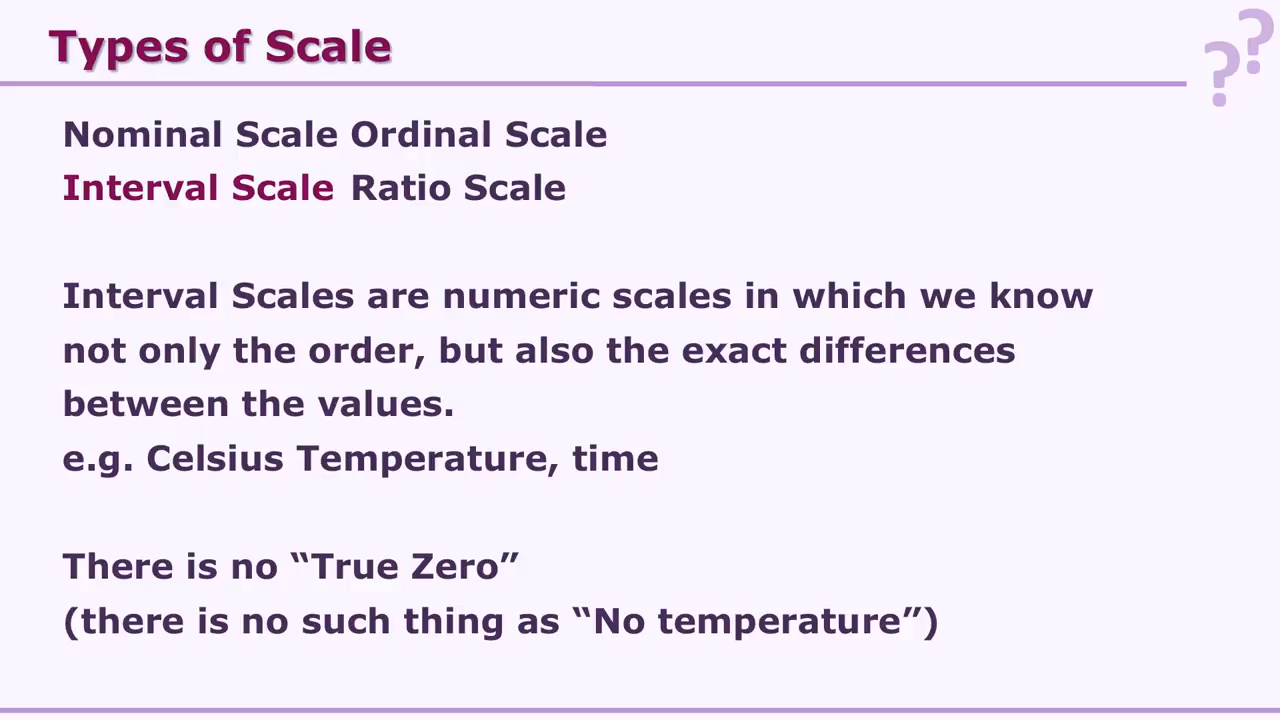 Types of Scale
? ?
Nominal Scale Ordinal Scale
Interval Scale Ratio Scale
Interval Scales are numeric scales in which we know
not only the order, but also the exact differences
between the values.
e.g. Celsius Temperature, time
There is no “True Zero”
(there is no such thing as “No temperature”)